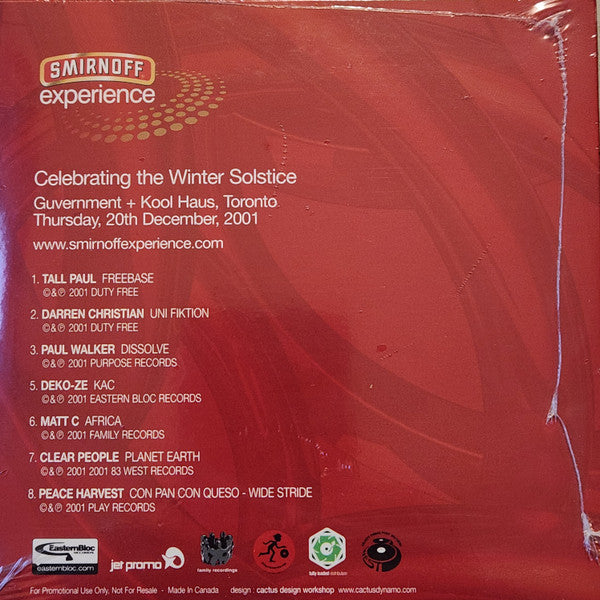 SMIRNOFF
experience
Celebrating the Winter Solstice
Guvernment + Kool Haus, Toronto
Thursday, 20th December, 2001
www.smirnoffexperience.com
1. TALL PAUL FREEBASE
©&℗ 2001 DUTY FREE
2. DARREN CHRISTIAN UNI FIKTION
©&℗ 2001 DUTY FREE
3. PAUL WALKER DISSOLVE
©&℗ 2001 PURPOSE RECORDS
5. DEKO-ZE KAC
©&℗ 2001 EASTERN BLOC RECORDS
6. MATT C AFRICA
©&℗ 2001 FAMILY RECORDS
7. CLEAR PEOPLE PLANET EARTH
©&℗ 2001 2001 83 WEST RECORDS
8. PEACE HARVEST CON PAN CON QUESO - WIDE STRIDE
©&℗ 2001 PLAY RECORDS
EasternBloc
RECORDS
easternbloc.com
jet promo
family recordings
fully loaded distribution
For Promotional Use Only, Not For Resale - Made In Canada design : cactus design workshop www.cactusdynamo.com